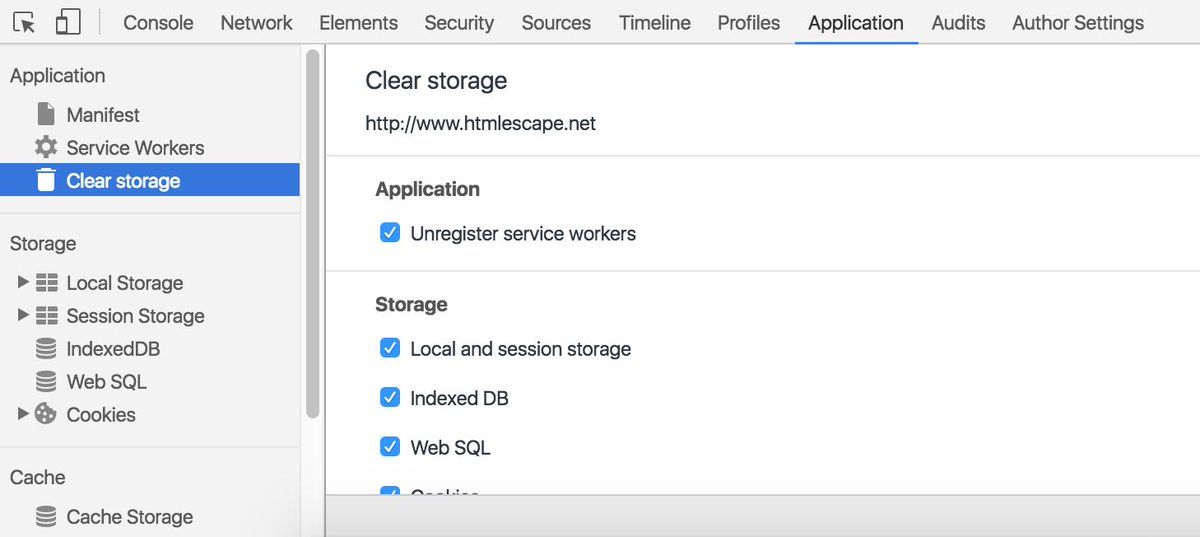 Console Network Elements Security Sources Timeline Profiles Application Audits Author Settings
Application
Manifest
Service Workers
Clear storage
Storage
Local Storage
Session Storage
IndexedDB
Web SQL
Cookies
Cache
Cache Storage
Clear storage
http://www.htmlescape.net
Application
Unregister service workers
Storage
Local and session storage
Indexed DB
Web SQL
Cookies